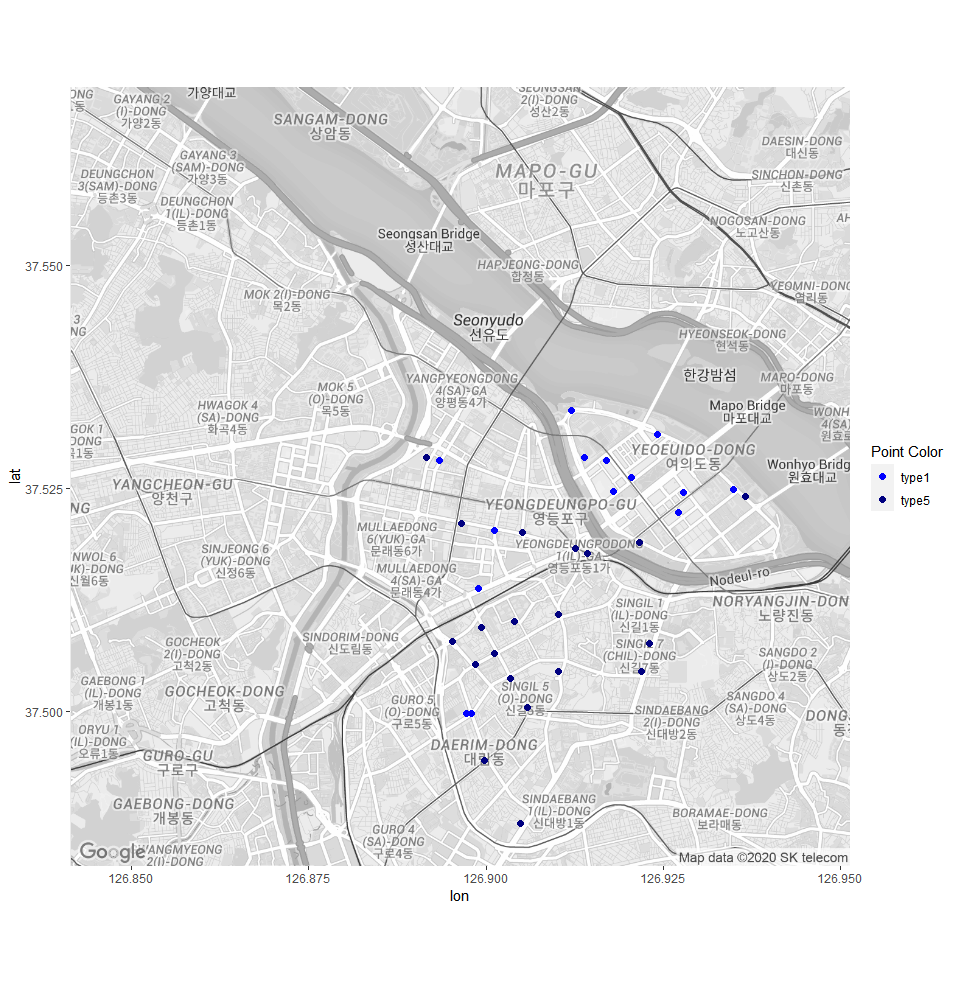 가양대교
ONG
동
GAYANG 2
(I)-DONG
가양2동
SANGAM-DONG
상암동
SEONGSAN
2(I)-DONG
성산2동
DAESIN-DONG
대신동
GAYANG 3
(SAM)-DONG
가양3동
MAPO-GU
마포구
DEUNGCHON
3(SAM)-DONG
등촌3동
SINCHON-DONG
신촌동
DEUNGCHON
1(IL)-DONG
등촌1동
NOGOSAN-DONG
노고산동
AH
Seongsan Bridge
성산대교
HAPJEONG-DONG
합정동
YEOMNI-DONG
염리동
MOK 2(I)-DONG
목2동
3
NG
Seonyudo
선유도
HYEONSEOK-DONG
현석동
한강밤섬
YANGPYEONGDONG
4(SA)-GA
양평동4가
MOK 5
(O)-DONG
목5동
MAPO-DONG
마포동
HWAGOK 4
(SA)-DONG
화곡4동
Mapo Bridge
마포대교
WONH
4(SA)
원효로
GOK 1
DONG
곡1동
YEOEUIDO-DONG
여의도동
Wonhyo Bridge
원효대교
YANGCHEON-GU
양천구
YEONGDEUNGPO-GU
영등포구
NG
MULLAEDONG
6(YUK)-GA
문래동6가
SINJEONG 6
(YUK)-DONG
신정6동
YEONGDEUNGPODONG
1(IL)-GA
영등포동1가
NWOL 6
UK)-DONG
신월6동
MULLAEDONG
4(SA)-GA
문래동4가
Nodeul-ro
NORYANGJIN-DONG
노량진동
SINGIL 1
(IL)-DONG
신길1동
SINDORIM-DONG
신도림동
GOCHEOK
2(I)-DONG
고척2동
SINGIL 7
(CHIL)-DONG
신길7동
SANGDO 2
(I)-DONG
상도2동
GAEBONG 1
(IL)-DONG
개봉1동
GOCHEOK-DONG
고척동
GURO 5
(O)-DONG
구로5동
SINGIL 5
(O)-DONG
신길5동
SANGDO 4
(SA)-DONG
상도4동
SINDAEBANG
2(I)-DONG
신대방2동
DONGS
ORYU 1
(IL)-DONG
오류1동
GURO-GU
구로구
DAERIM-DONG
대림동
GAEBONG-DONG
개봉동
SINDAEBANG
1(IL)-DONG
신대방1동
BORAMAE-DONG
보라매동
GURO 4
(SA)-DONG
구로4동
WANGMYEONG
2(I)-DONG
Google
Map data ©2020 SK telecom
37.550
37.525
37.500
lat
126.850
126.875
126.900
126.925
126.950
lon
Point Color
type1
type5